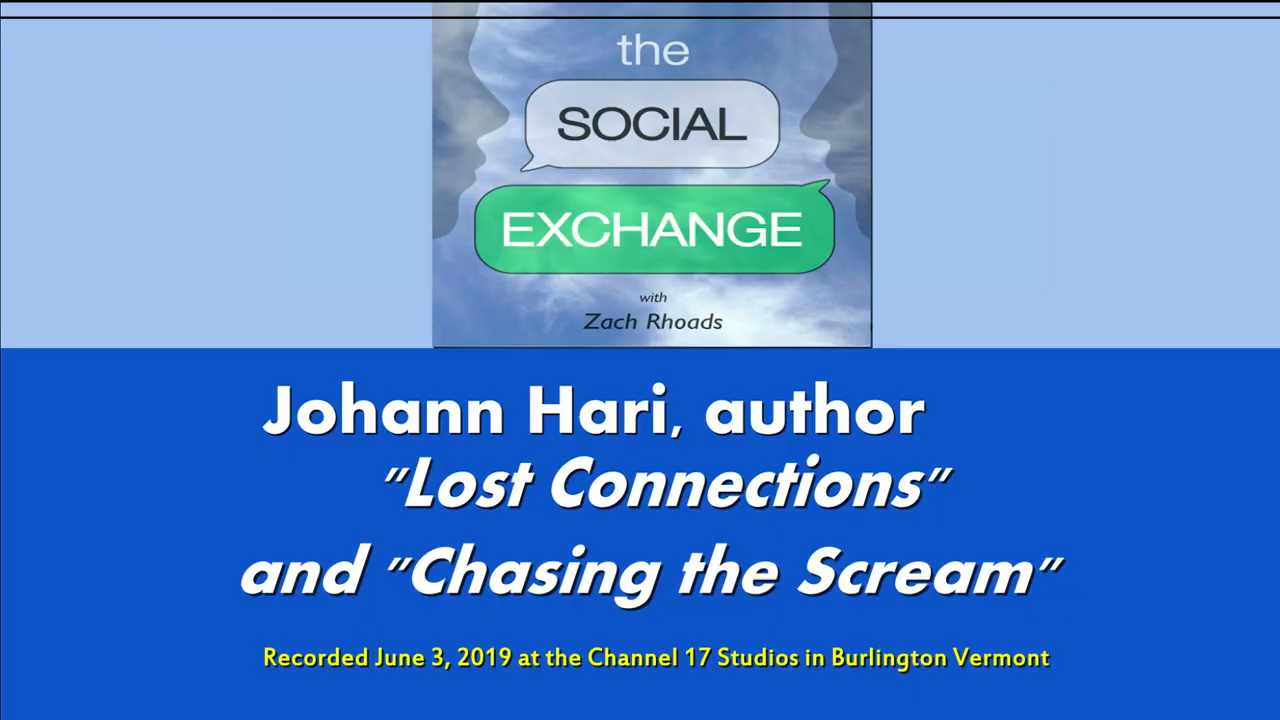 the
SOCIAL
EXCHANGE
with
Zach Rhoads
Johann Hari, author
"Lost Connections"
and "Chasing the Scream"
Recorded June 3, 2019 at the Channel 17 Studios in Burlington Vermont